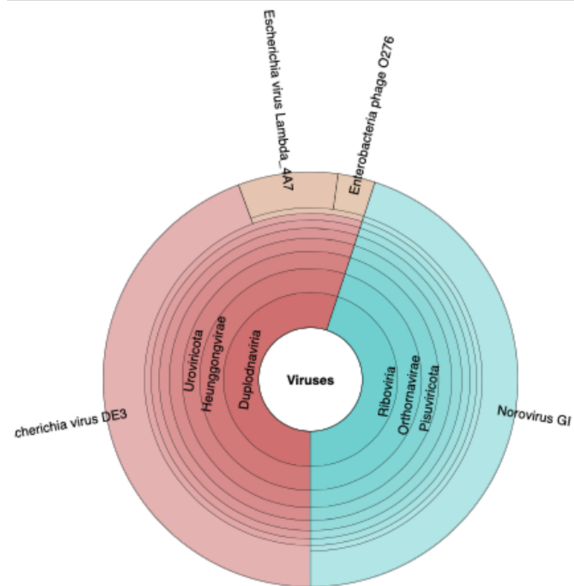 Escherichia virus Lambda_4A7
Enterobacteria phage O276
Uroviricota
Heunggongvirae
Duplodnaviria
Viruses
Riboviria
Orthornavirae
Pisuviricota
cherichia virus DE3
Norovirus GI